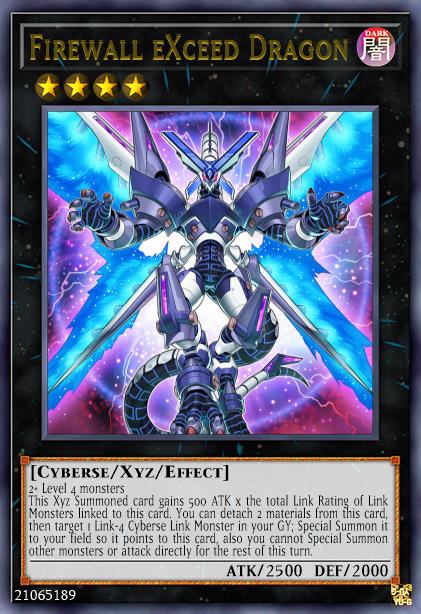 FIREWALL EXCEED DRAGON
DARK
闇
[CYBERSE/XYZ/EFFECT]
2+ Level 4 monsters
This Xyz Summoned card gains 500 ATK x the total Link Rating of Link
Monsters linked to this card. You can detach 2 materials from this card,
then target 1 Link-4 Cyberse Link Monster in your GY; Special Summon it
to your field so it points to this card, also you cannot Special Summon
other monsters or attack directly for the rest of this turn.
ATK/2500 DEF/2000
21065189